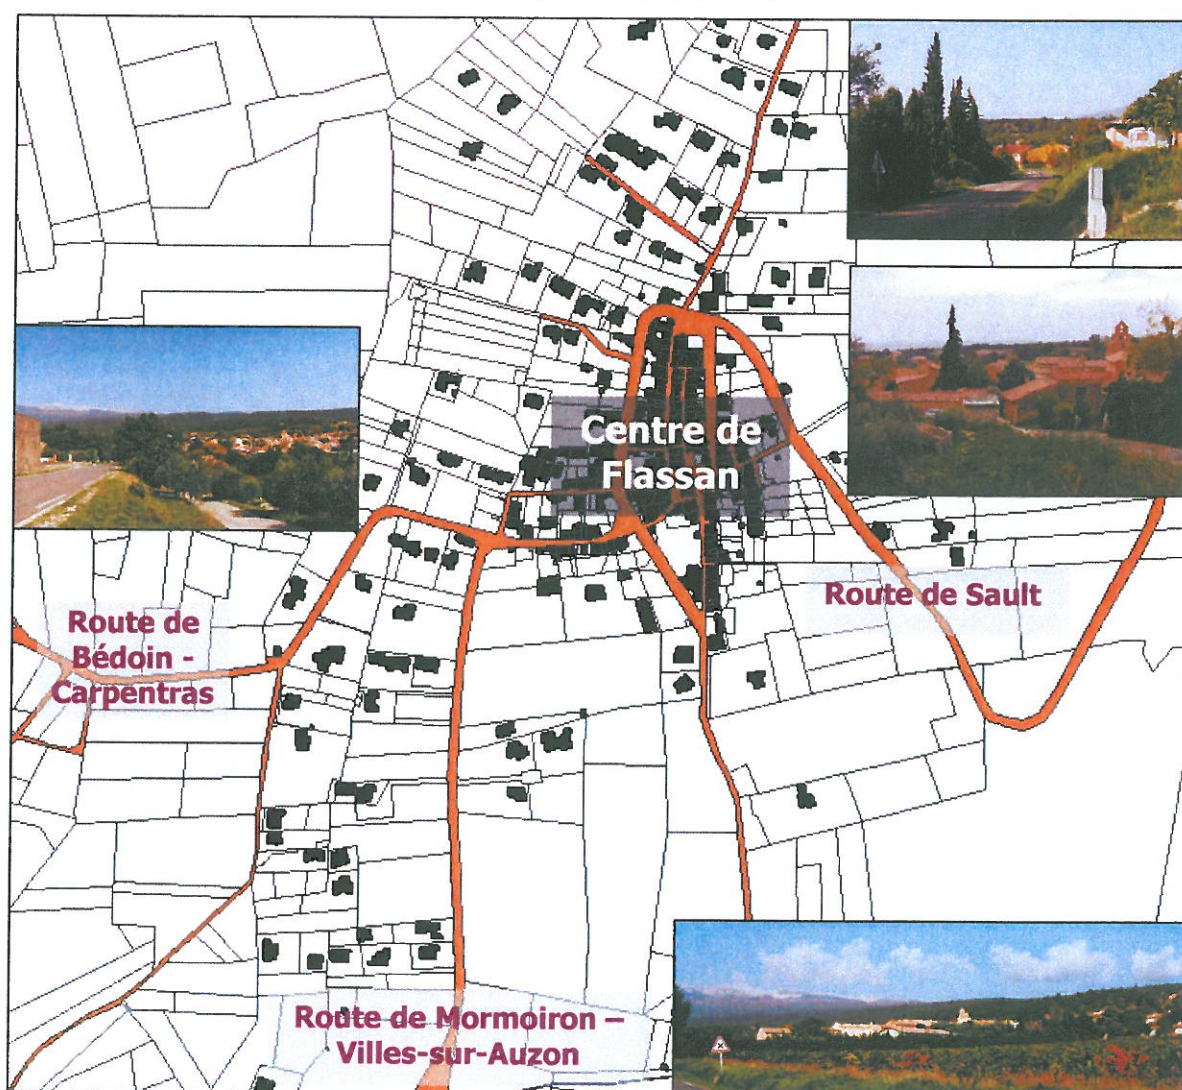 Centre de
Flassan
Route de Sault
Route de
Bédoin -
Carpentras
Route de Mormoiron –
Villes-sur-Auzon